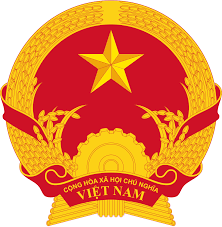 CỘNG HÒA XÃ HỘI CHỦ NGHĨA
VIỆT NAM